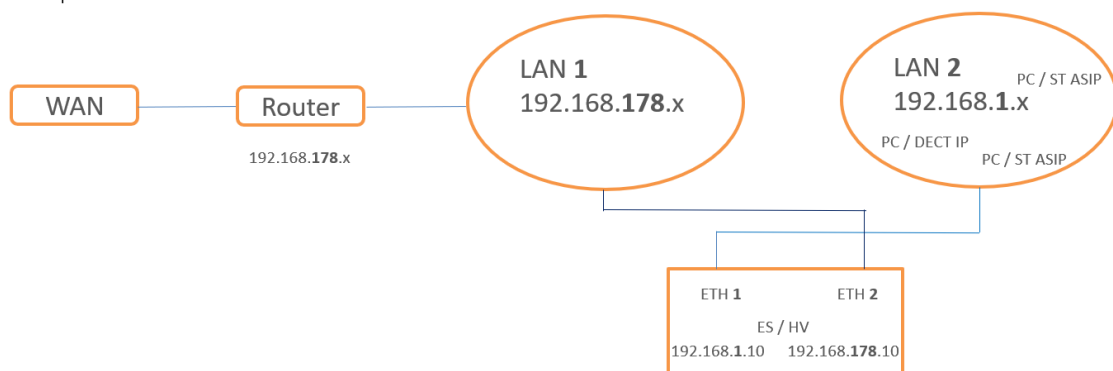 WAN
Router
192.168.178.x
LAN 1
192.168.178.x
LAN 2
PC / ST ASIP
192.168.1.x
PC / DECT IP
PC / ST ASIP
ETH 1
ETH 2
ES / HV
192.168.1.10
192.168.178.10